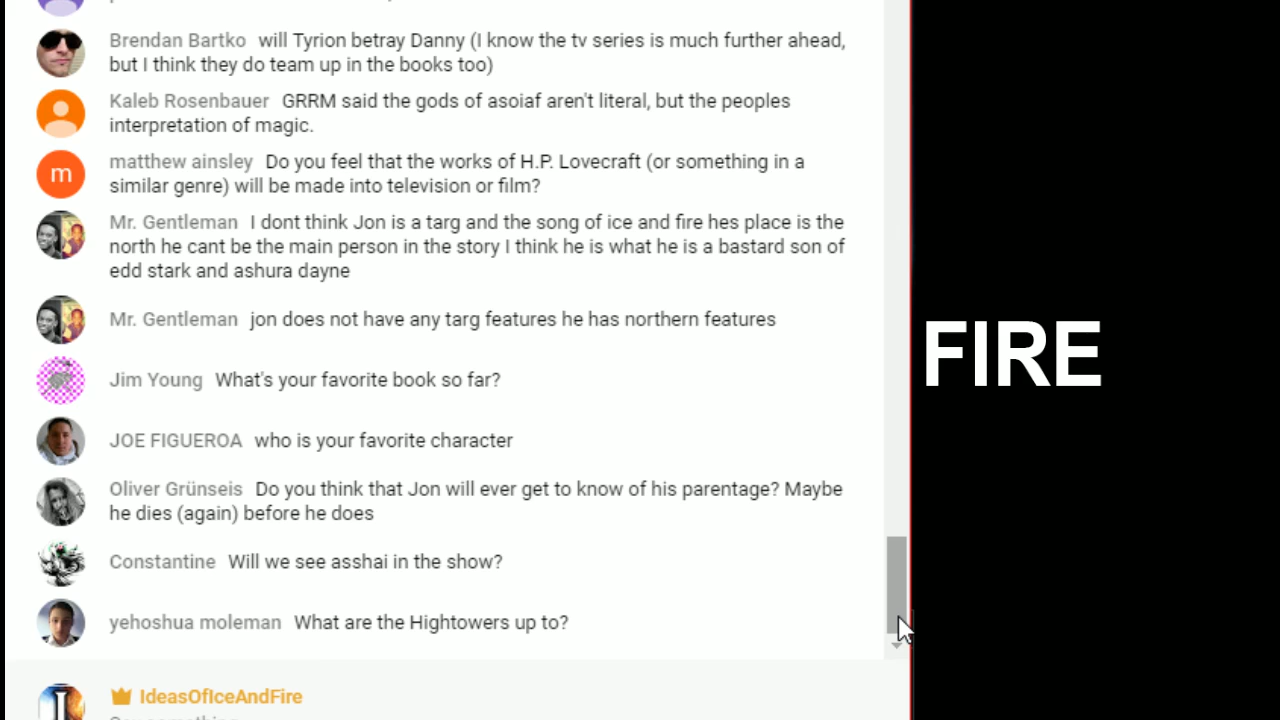 Brendan Bartko will Tyrion betray Danny (I know the tv series is much further ahead,
but I think they do team up in the books too)
Kaleb Rosenbauer GRRM said the gods of asoiaf aren't literal, but the peoples
interpretation of magic.
m
matthew ainsley Do you feel that the works of H.P. Lovecraft (or something in a
similar genre) will be made into television or film?
Mr. Gentleman I dont think Jon is a targ and the song of ice and fire hes place is the
north he cant be the main person in the story I think he is what he is a bastard son of
edd stark and ashura dayne
Mr. Gentleman jon does not have any targ features he has northern features
FIRE
Jim Young What's your favorite book so far?
JOE FIGUEROA who is your favorite character
Oliver Grünseis Do you think that Jon will ever get to know of his parentage? Maybe
he dies (again) before he does
Constantine Will we see asshai in the show?
yehoshua moleman What are the Hightowers up to?
I
IdeasOfIceAndFire